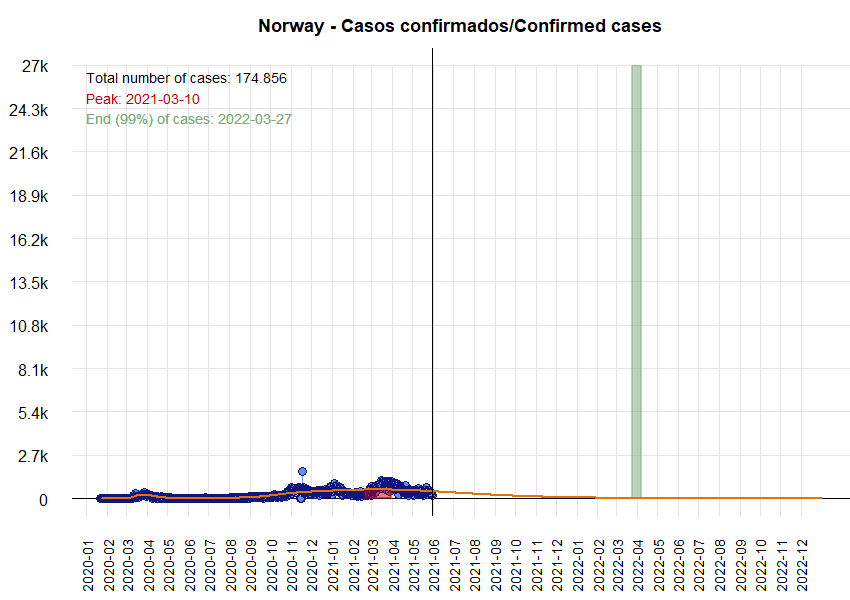 Norway - Casos confirmados/Confirmed cases
27k
24.3k
21.6k
18.9k
16.2k
13.5k
10.8k
8.1k
5.4k
2.7k
0
Total number of cases: 174.856
Peak: 2021-03-10
End (99%) of cases: 2022-03-27
2020-01
2020-02
2020-03
2020-04
2020-05
2020-06
2020-07
2020-08
2020-09
2020-10
2020-11
2020-12
2021-01
2021-02
2021-03
2021-04
2021-05
2021-06
2021-07
2021-08
2021-09
2021-10
2021-11
2021-12
2022-01
2022-02
2022-03
2022-04
2022-05
2022-06
2022-07
2022-08
2022-09
2022-10
2022-11
2022-12